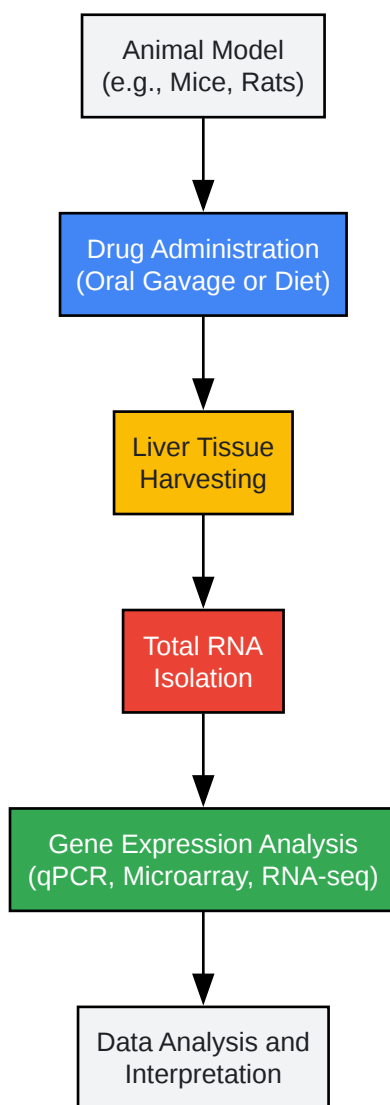 Animal Model
(e.g., Mice, Rats)
Drug Administration
(Oral Gavage or Diet)
Liver Tissue
Harvesting
Total RNA
Isolation
Gene Expression Analysis
(qPCR, Microarray, RNA-seq)
Data Analysis and
Interpretation